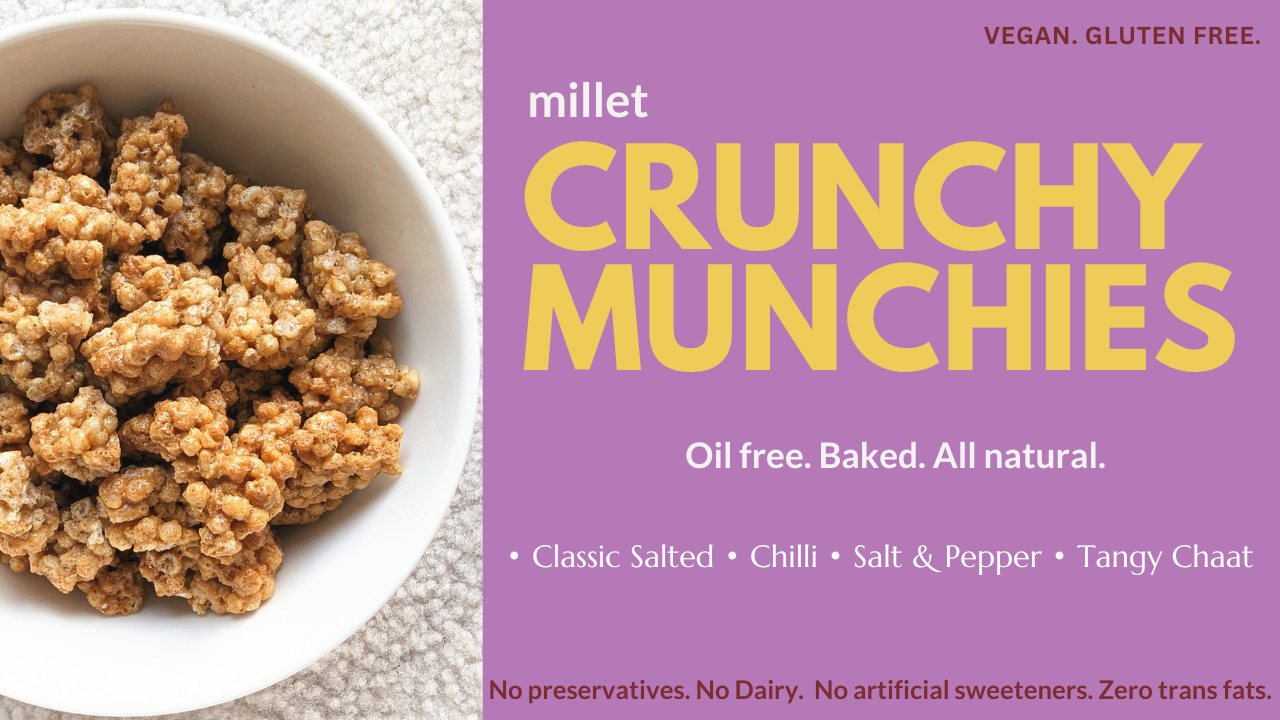 VEGAN. GLUTEN FREE.
millet
CRUNCHY
MUNCHIES
Oil free. Baked. All natural.
• Classic Salted • Chilli • Salt & Pepper • Tangy Chaat
No preservatives. No Dairy. No artificial sweeteners. Zero trans fats.